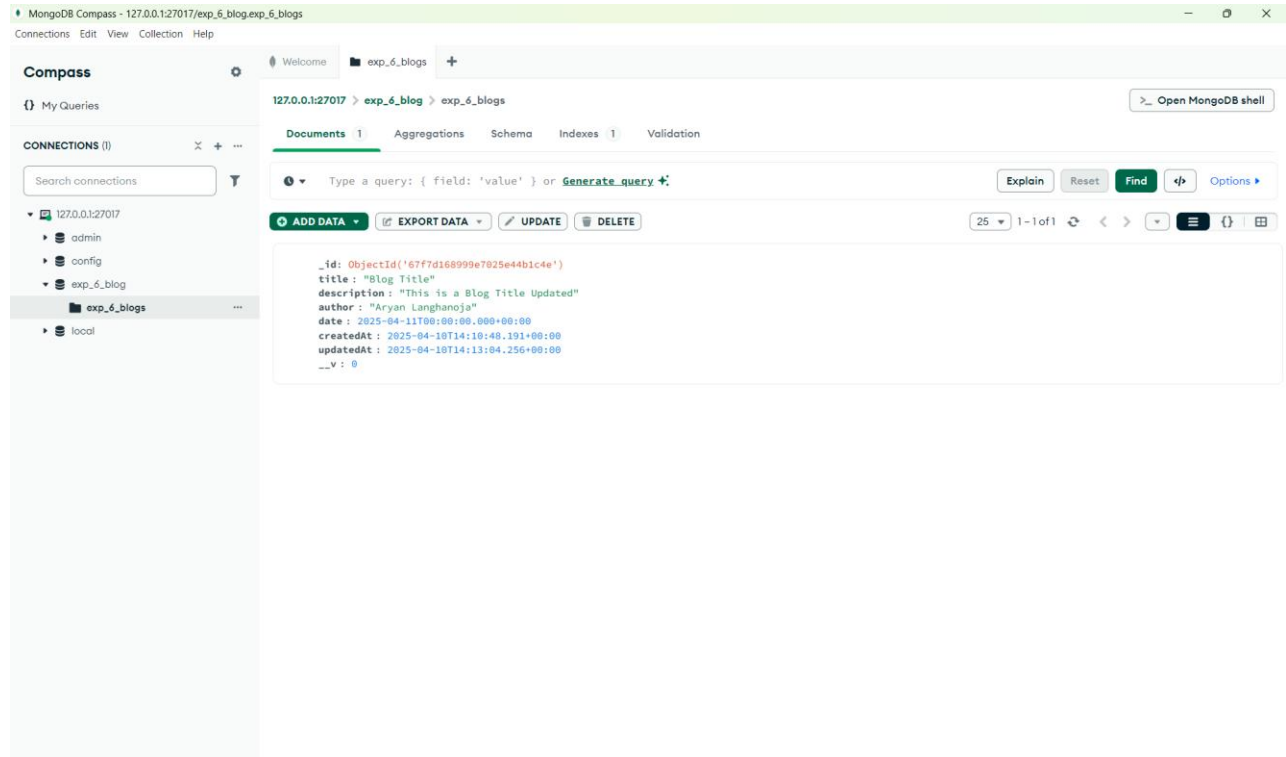 MongoDB Compass - 127.0.0.1:27017/exp_6_blog.exp_6_blogs
Connections Edit View Collection Help
Compass
{} My Queries
CONNECTIONS (1)
Search connections
127.0.0.1:27017
admin
config
exp_6_blog
exp_6_blogs
local
Welcome exp_6_blogs
127.0.0.1:27017 > exp_6_blog > exp_6_blogs
>_ Open MongoDB shell
Documents 1 Aggregations Schema Indexes 1 Validation
Type a query: { field: 'value' } or Generate query
Explain Reset Find </> Options
ADD DATA EXPORT DATA UPDATE DELETE
25 1 – 1 of 1 {}
_id: ObjectId('67f7d168999e7025e44b1c4e')
title : "Blog Title"
description : "This is a Blog Title Updated"
author : "Aryan Langhanoja"
date : 2025-04-11T00:00:00.000+00:00
createdAt : 2025-04-10T14:10:48.191+00:00
updatedAt : 2025-04-10T14:13:04.256+00:00
__v : 0